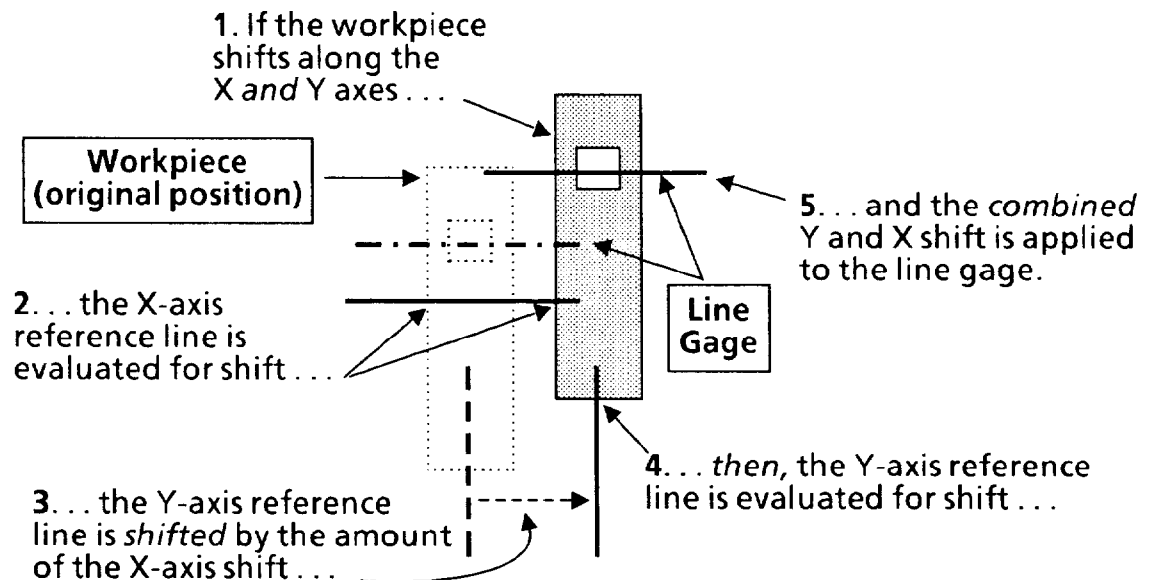 1. If the workpiece
shifts along the
X and Y axes . . .
Workpiece
(original position)
5. . . and the combined
Y and X shift is applied
to the line gage.
2. . . the X-axis
reference line is
evaluated for shift . . .
Line
Gage
4. . . then, the Y-axis reference
line is evaluated for shift . . .
3. . . the Y-axis reference
line is shifted by the amount
of the X-axis shift . . .